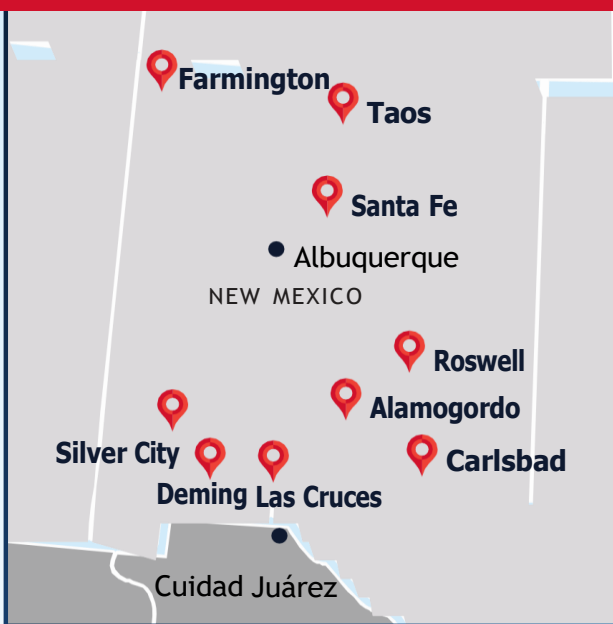 Farmington
Taos
Santa Fe
Albuquerque
NEW MEXICO
Roswell
Alamogordo
Silver City
Carlsbad
Deming
Las Cruces
Cuidad Juárez